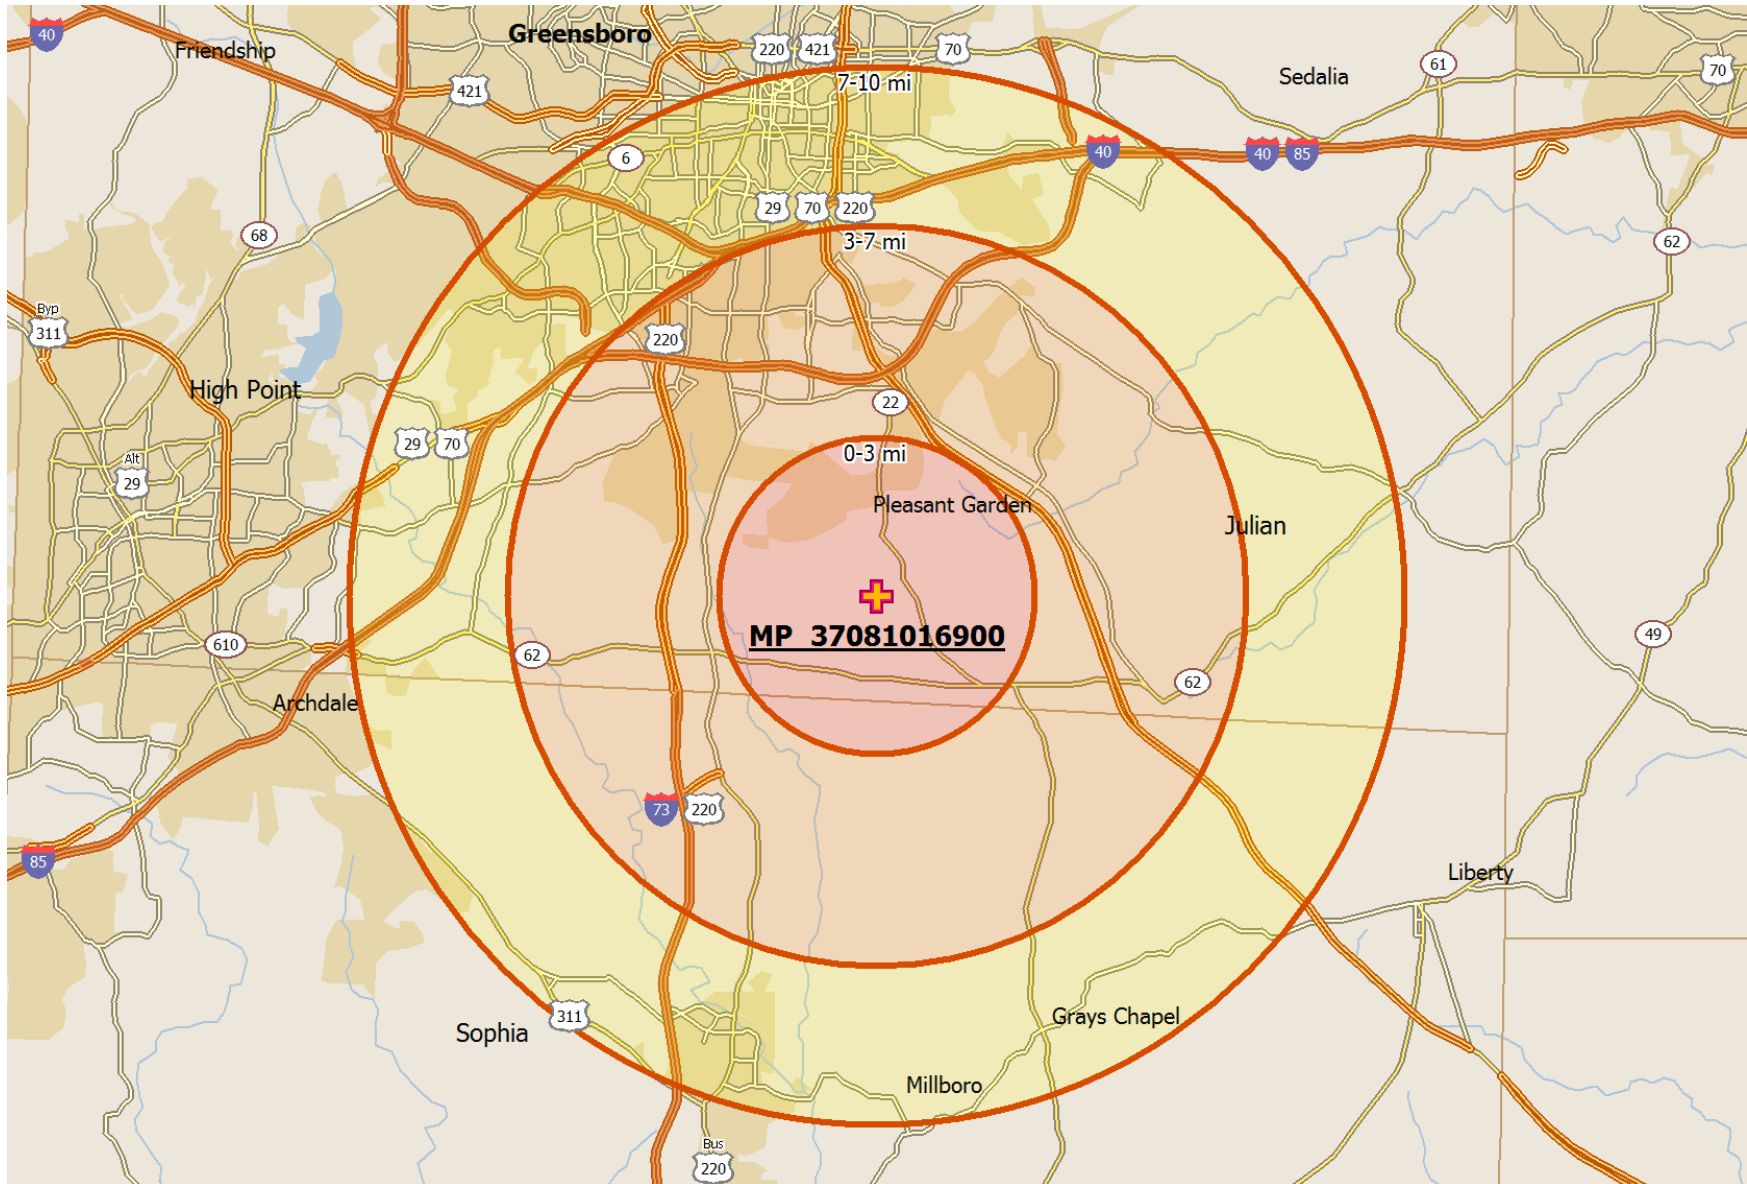 40
Friendship
Greensboro
220
421
70
61
Sedalia
70
421
7-10 mi
6
40
40
85
68
29
70
220
3-7 mi
62
Byp
311
220
High Point
22
29
70
0-3 mi
Alt
29
Pleasant Garden
Julian
MP 37081016900
610
62
49
62
Archdale
73
220
85
Liberty
311
Sophia
Grays Chapel
Millboro
Bus
220